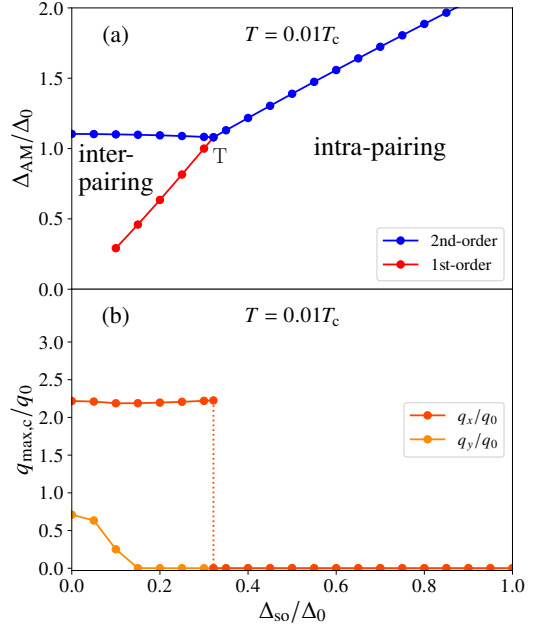 (a)
T = 0.01T_c
2.0
1.5
1.0
0.5
0.0
Δ_AM/Δ_0
inter-
pairing
T
intra-pairing
2nd-order
1st-order
(b)
T = 0.01T_c
3.0
2.5
2.0
1.5
1.0
0.5
0.0
q_max,c/q_0
q_x/q_0
q_y/q_0
0.0 0.2 0.4 0.6 0.8 1.0
Δ_so/Δ_0